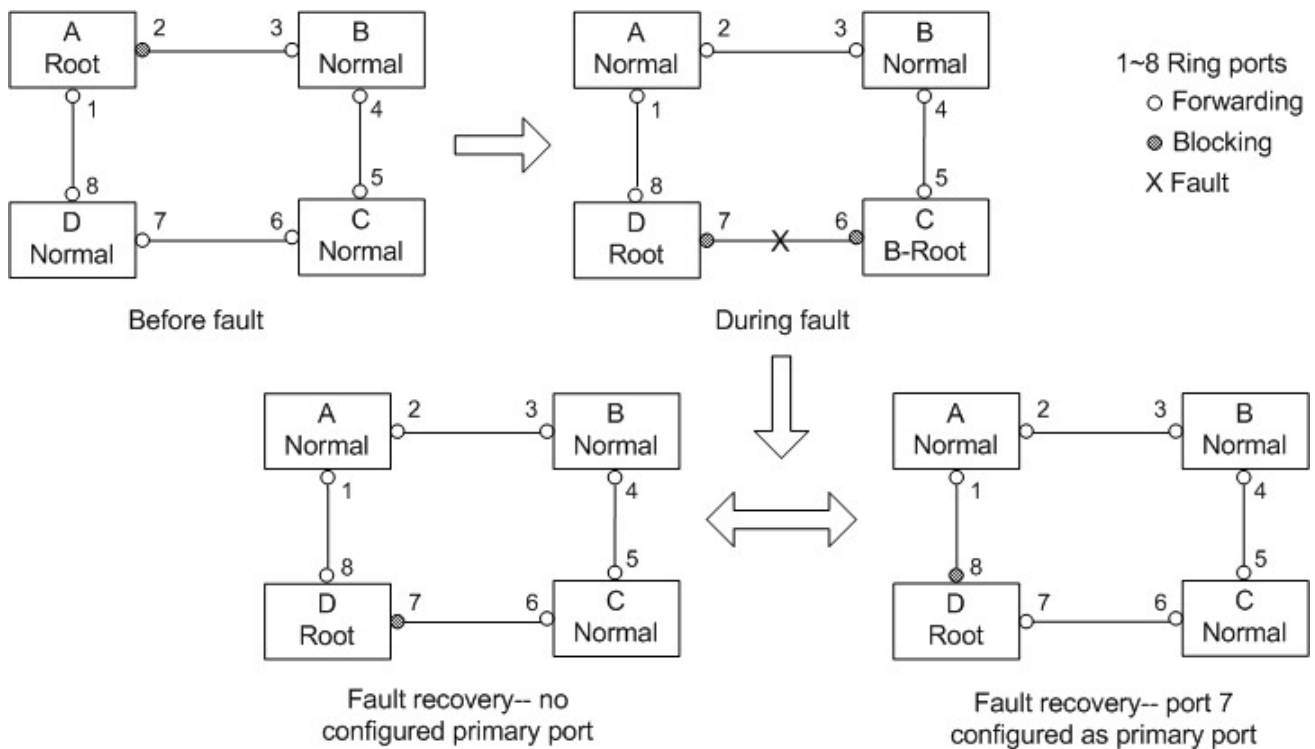 A
Root
2
3
B
Normal
1
4
8
5
D
Normal
7
6
C
Normal
Before fault
A
Normal
2
3
B
Normal
1
4
8
5
D
Root
7
6
C
B-Root
X
During fault
1~8 Ring ports
Forwarding
Blocking
X Fault
A
Normal
2
3
B
Normal
1
4
8
5
D
Root
7
6
C
Normal
Fault recovery-- no
configured primary port
A
Normal
2
3
B
Normal
1
4
8
5
D
Root
7
6
C
Normal
Fault recovery-- port 7
configured as primary port